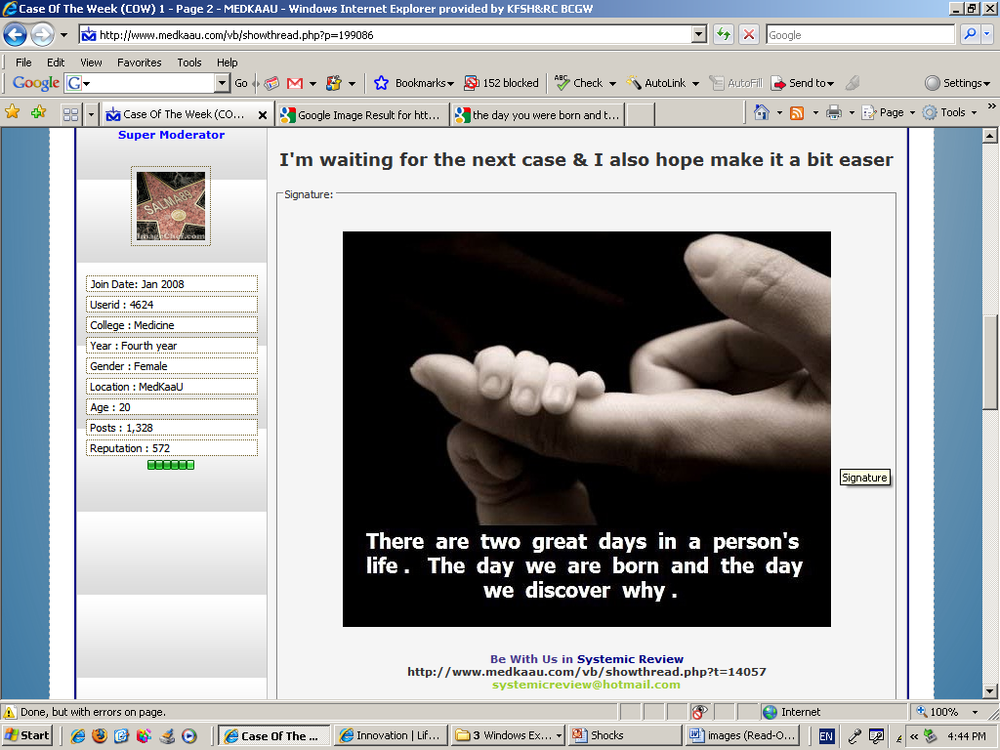 Case Of The Week (COW) 1 - Page 2 - MEDKAAU - Windows Internet Explorer provided by KFSH&RC BCGW
http://www.medkaau.com/vb/showthread.php?p=199086
Google
File Edit View Favorites Tools Help
Google G Go Bookmarks 152 blocked ABC Check AutoLink AutoFill Send to Settings
Case Of The Week (CO... Google Image Result for htt... the day you were born and t... Page Tools »
Super Moderator
I'm waiting for the next case & I also hope make it a bit easer
SALMA88
ImageChef.com
Signature:
Join Date: Jan 2008
Userid : 4624
College : Medicine
Year : Fourth year
Gender : Female
Location : MedKaaU
Age : 20
Posts : 1,328
Reputation : 572
Signature
There are two great days in a person's
life . The day we are born and the day
we discover why .
Be With Us in Systemic Review
http://www.medkaau.com/vb/showthread.php?t=14057
systemicreview@hotmail.com
Done, but with errors on page. Internet 100%
Start Case Of The ... Innovation | Lif... 3 Windows Ex... Shocks images (Read-O... EN « 4:44 PM